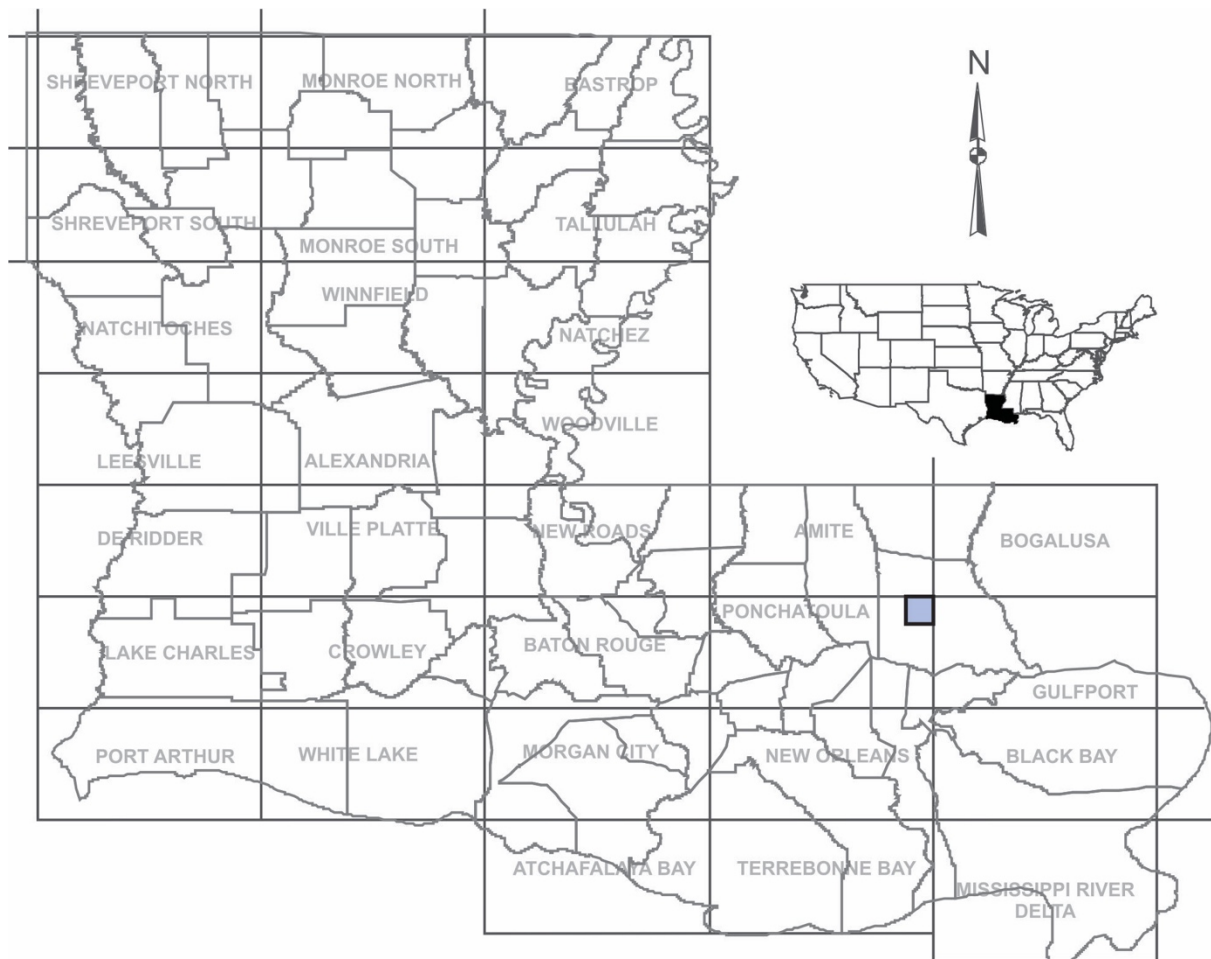 N
SHREVEPORT NORTH
MONROE NORTH
BASTROP
SHREVEPORT SOUTH
MONROE SOUTH
TALLULAH
NATCHITOCHES
WINNFIELD
NATCHEZ
LEESVILLE
ALEXANDRIA
WOODVILLE
DE RIDDER
VILLE PLATTE
NEW ROADS
AMITE
BOGALUSA
LAKE CHARLES
CROWLEY
BATON ROUGE
PONCHATOULA
GULFPORT
PORT ARTHUR
WHITE LAKE
MORGAN CITY
NEW ORLEANS
BLACK BAY
ATCHAFALAYA BAY
TERREBONNE BAY
MISSISSIPPI RIVER
DELTA